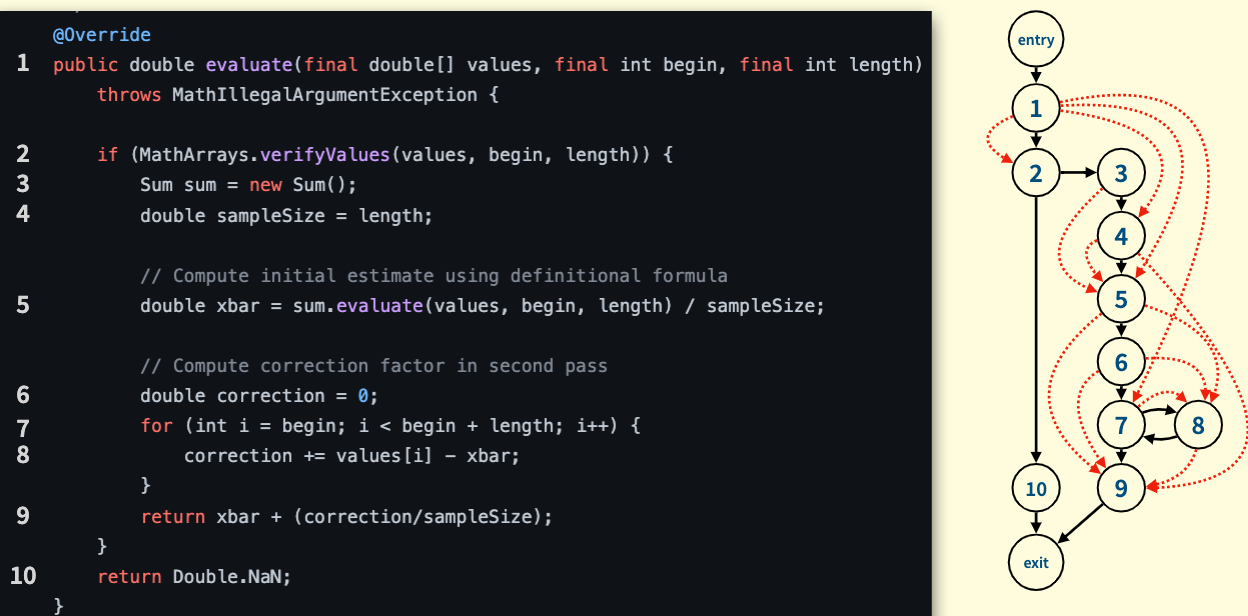 @Override
1 public double evaluate(final double[] values, final int begin, final int length)
throws MathIllegalArgumentException {
2 if (MathArrays.verifyValues(values, begin, length)) {
3 Sum sum = new Sum();
4 double sampleSize = length;
// Compute initial estimate using definitional formula
5 double xbar = sum.evaluate(values, begin, length) / sampleSize;
// Compute correction factor in second pass
6 double correction = 0;
7 for (int i = begin; i < begin + length; i++) {
8 correction += values[i] - xbar;
}
9 return xbar + (correction/sampleSize);
}
10 return Double.NaN;
}
entry
1
2
3
4
5
6
7
8
10
9
exit